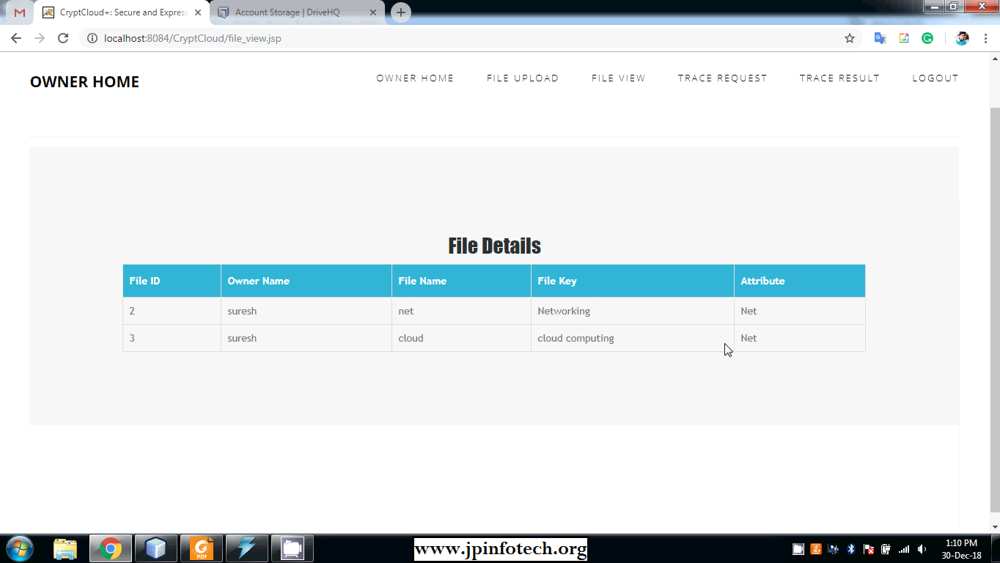 CryptCloud+: Secure and Express
Account Storage | DriveHQ
localhost:8084/CryptCloud/file_view.jsp
OWNER HOME
OWNER HOME FILE UPLOAD FILE VIEW TRACE REQUEST TRACE RESULT LOGOUT
File Details
File ID Owner Name File Name File Key Attribute
2 suresh net Networking Net
3 suresh cloud cloud computing Net
PDF
www.jpinfotech.org
1:10 PM
30-Dec-18